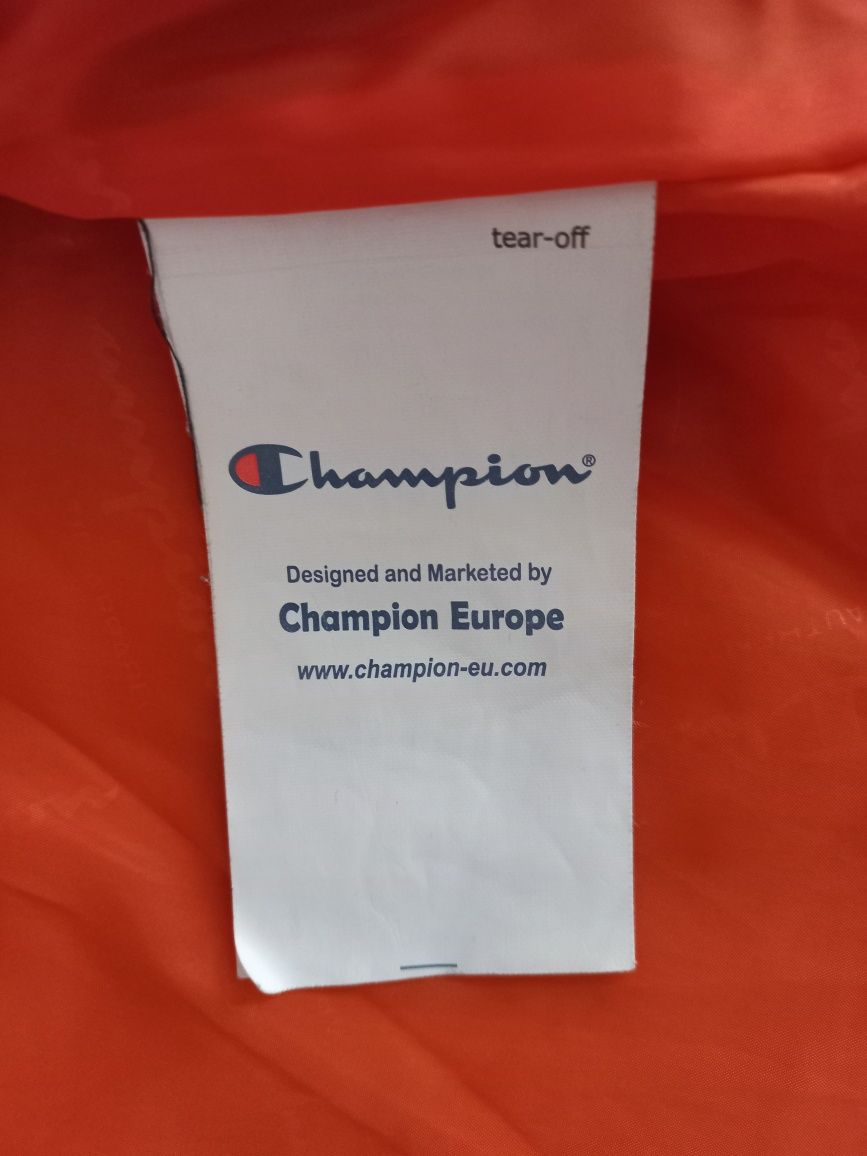 tear-off
Champion®
Designed and Marketed by
Champion Europe
www.champion-eu.com